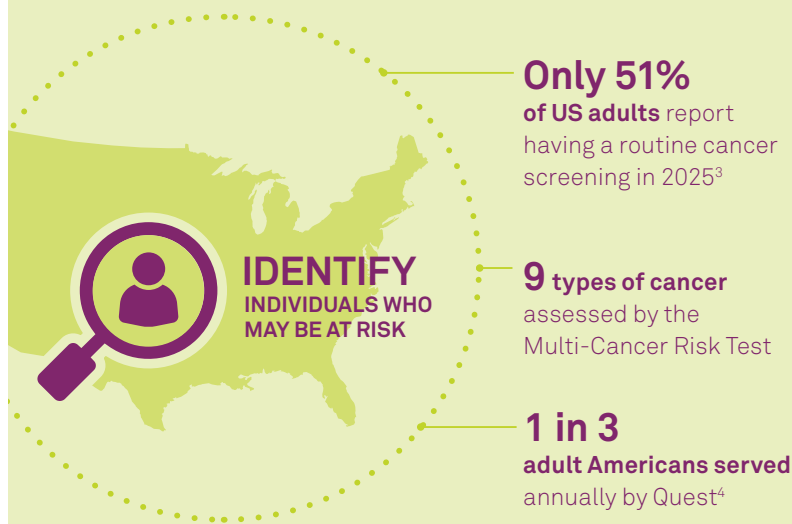 Only 51%
of US adults report
having a routine cancer
screening in 2025³
IDENTIFY
INDIVIDUALS WHO
MAY BE AT RISK
9 types of cancer
assessed by the
Multi-Cancer Risk Test
1 in 3
adult Americans served
annually by Quest⁴